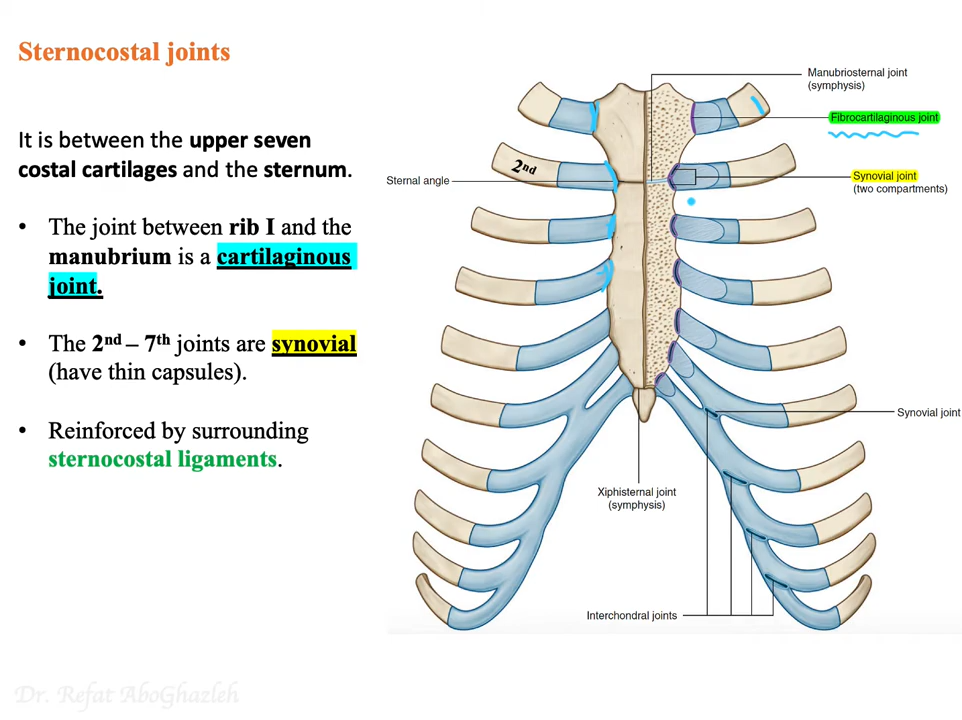 Sternocostal joints
It is between the upper seven
costal cartilages and the sternum.
• The joint between rib I and the
manubrium is a cartilaginous
joint.
• The 2nd – 7th joints are synovial
(have thin capsules).
• Reinforced by surrounding
sternocostal ligaments.
Manubriosternal joint
(symphysis)
Fibrocartilaginous joint
2nd
Sternal angle
Synovial joint
(two compartments)
Synovial joint
Xiphisternal joint
(symphysis)
Interchondral joints
Dr. Refat AboGhazleh